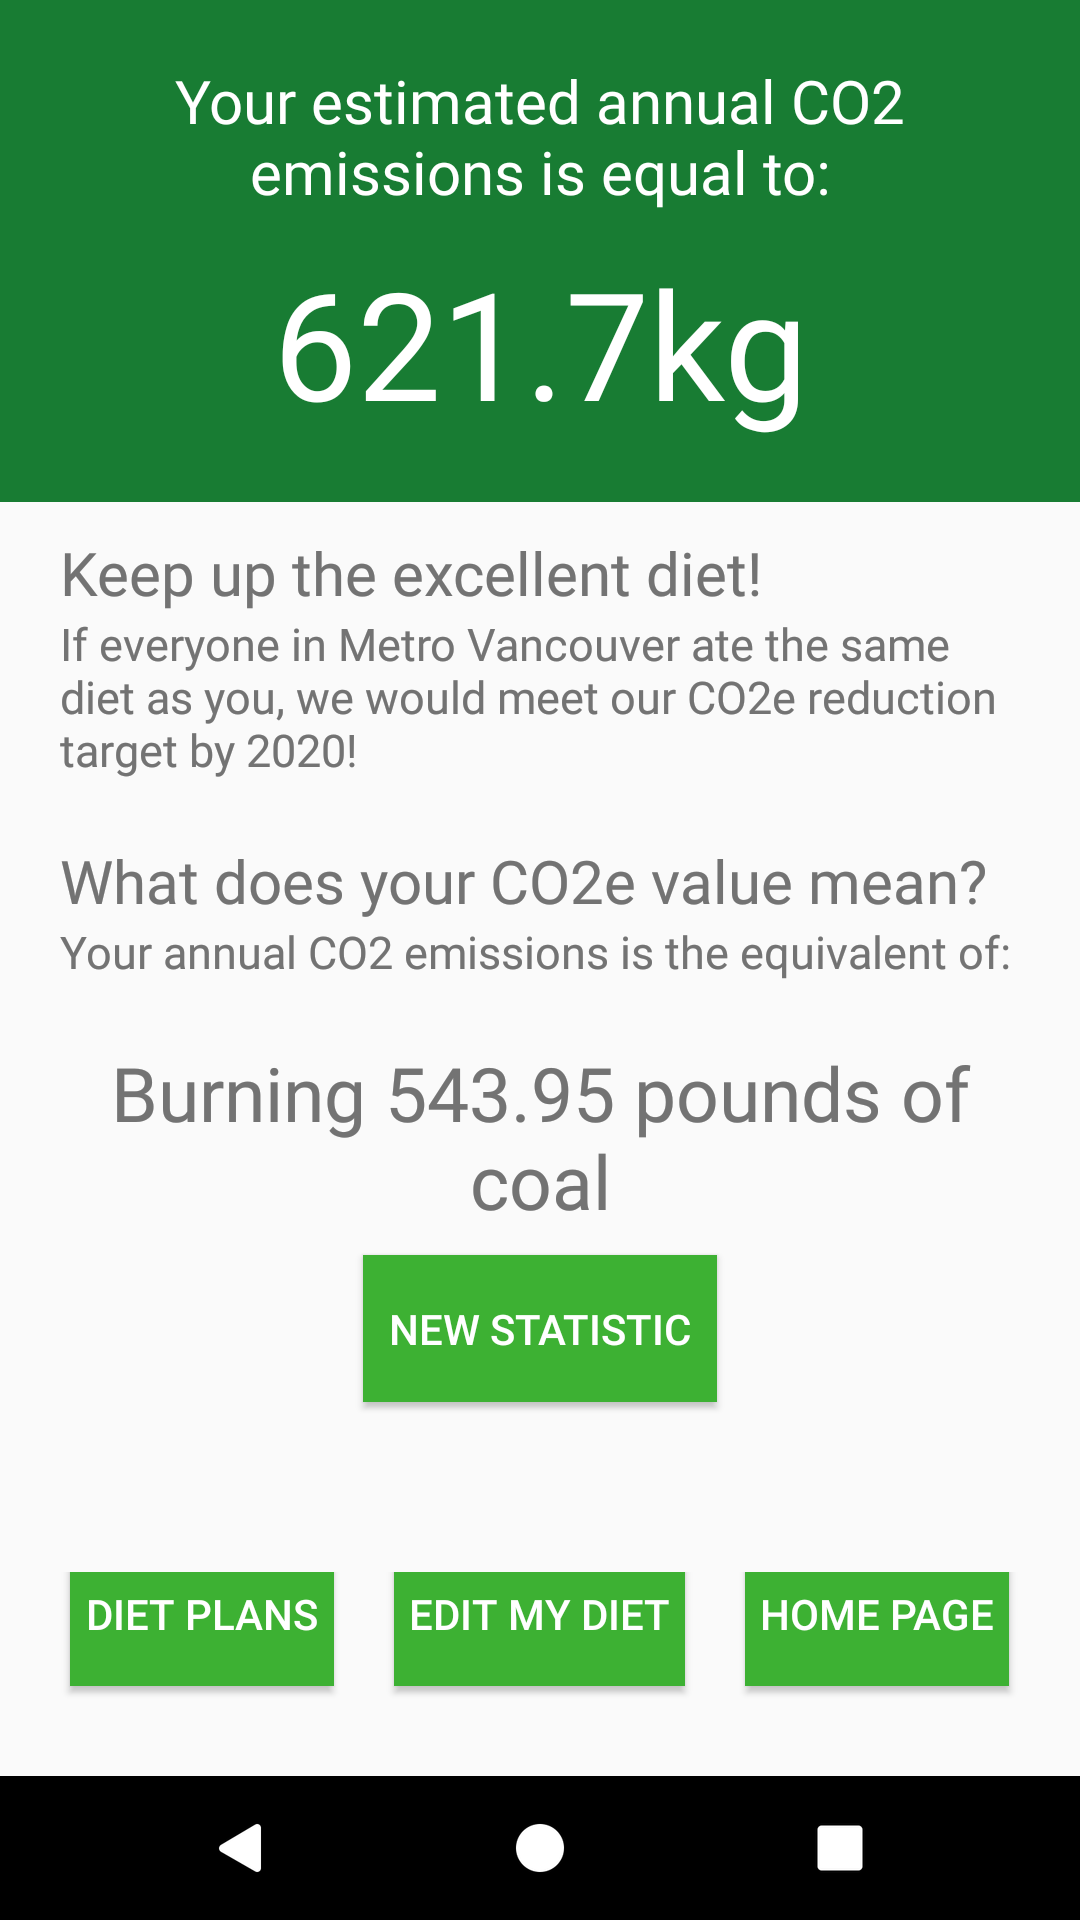 Your estimated annual CO2
emissions is equal to:
621.7kg
Keep up the excellent diet!
If everyone in Metro Vancouver ate the same
diet as you, we would meet our CO2e reduction
target by 2020!
What does your CO2e value mean?
Your annual CO2 emissions is the equivalent of:
Burning 543.95 pounds of
coal
NEW STATISTIC
DIET PLANS
EDIT MY DIET
HOME PAGE